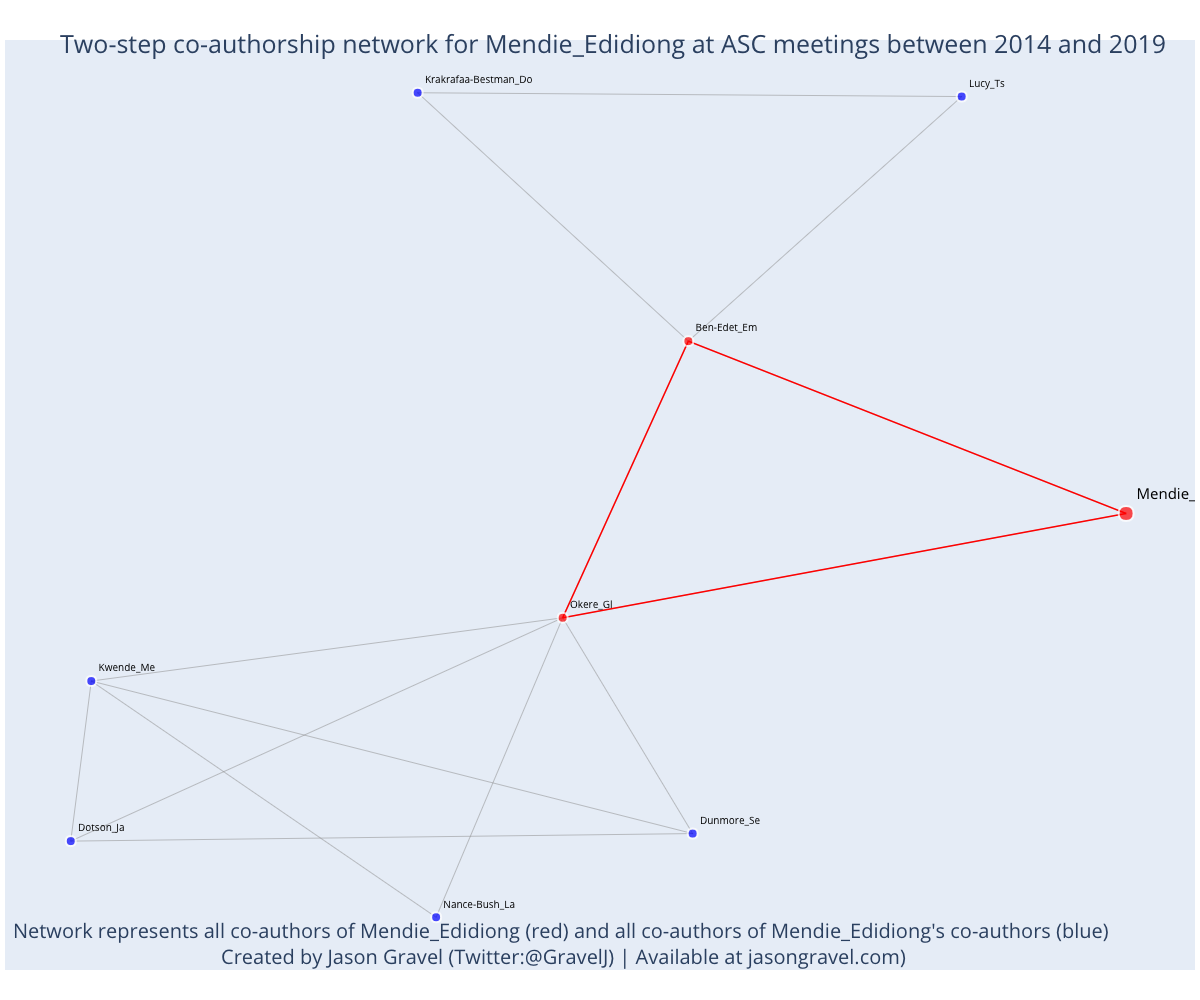 Two-step co-authorship network for Mendie_Edidiong at ASC meetings between 2014 and 2019
Krakrafaa-Bestman_Do
Lucy_Ts
Ben-Edet_Em
Mendie_
Okere_Gl
Kwende_Me
Dotson_Ja
Dunmore_Se
Nance-Bush_La
Network represents all co-authors of Mendie_Edidiong (red) and all co-authors of Mendie_Edidiong's co-authors (blue)
Created by Jason Gravel (Twitter:@GravelJ) | Available at jasongravel.com)